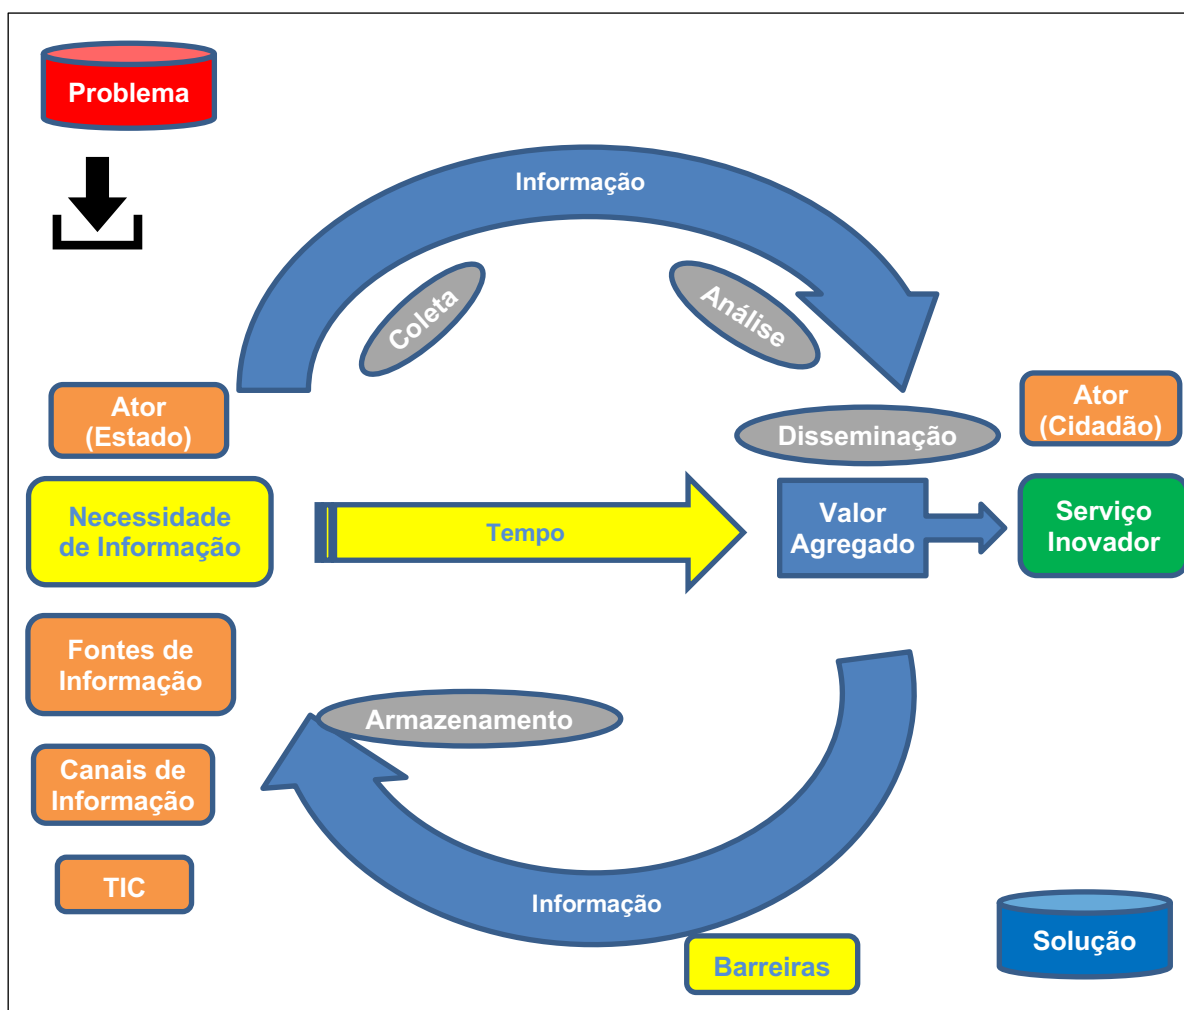 Problema
Informação
Coleta
Análise
Ator
(Estado)
Ator
(Cidadão)
Disseminação
Necessidade
de Informação
Tempo
Valor
Agregado
Serviço
Inovador
Fontes de
Informação
Armazenamento
Canais de
Informação
TIC
Informação
Barreiras
Solução